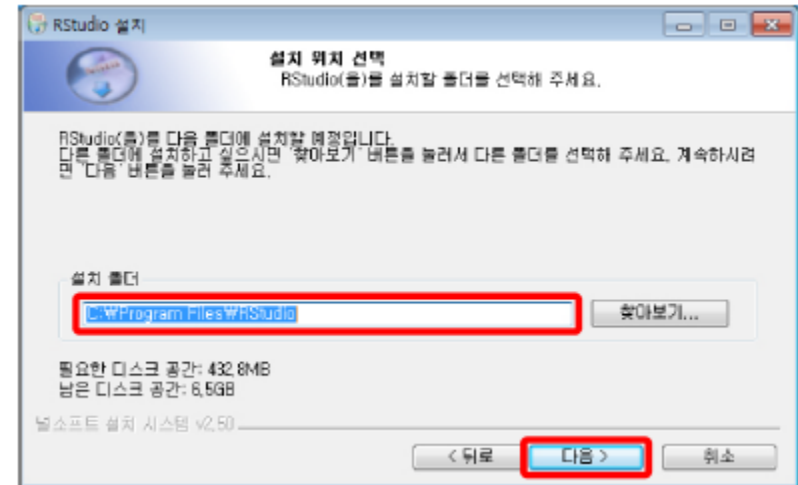 RStudio 설치
설치 위치 선택
RStudio(을)를 설치할 폴더를 선택해 주세요.
RStudio(을)를 다음 폴더에 설치할 예정입니다.
다른 폴더에 설치하고 싶으시면 '찾아보기' 버튼을 눌러서 다른 폴더를 선택해 주세요. 계속하시려
면 '다음' 버튼을 눌러 주세요.
설치 폴더
C:₩Program Files₩RStudio
찾아보기...
필요한 디스크 공간: 432.8MB
남은 디스크 공간: 6.5GB
널소프트 설치 시스템 v2.50
< 뒤로
다음 >
취소